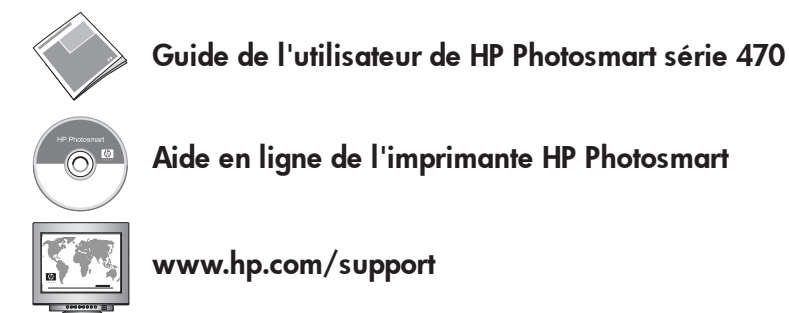 Guide de l'utilisateur de HP Photosmart série 470
HP Photosmart
Aide en ligne de l'imprimante HP Photosmart
www.hp.com/support